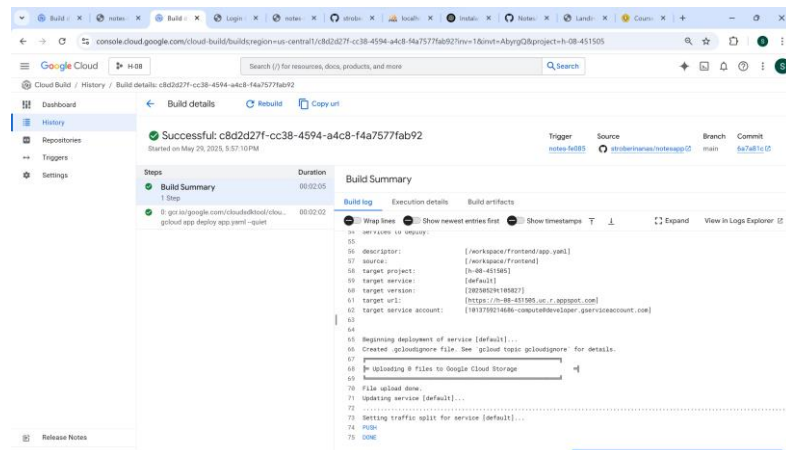 Build d
notes
Build d
Login
notes
strobe
localh
Instala
Notes
Landin
Counc
console.cloud.google.com/cloud-build/builds;region=us-central1/c8d2d27f-cc38-4594-a4c8-f4a7577fab92?inv=1&invt=AbyrgQ&project=h-08-451505
Google Cloud
H-08
Search (/) for resources, docs, products, and more
Search
Cloud Build / History / Build details: c8d2d27f-cc38-4594-a4c8-f4a7577fab92
Dashboard
History
Repositories
Triggers
Settings
Release Notes
Build details
Rebuild
Copy url
Successful: c8d2d27f-cc38-4594-a4c8-f4a7577fab92
Started on May 29, 2025, 5:57:10 PM
Trigger
notes-fe085
Source
stroberinarias/notesapp
Branch
main
Commit
6a7a81c
Steps
Duration
Build Summary
00:02:05
1 Step
0: gcr.io/google.com/cloudsdktool/clou...
00:02:02
gcloud app deploy app.yaml --quiet
Build Summary
Build log
Execution details
Build artifacts
Wrap lines
Show newest entries first
Show timestamps
Expand
View in Logs Explorer
54 Services to deploy:
55
56 descriptor: [/workspace/frontend/app.yaml]
57 source: [/workspace/frontend]
58 target project: [h-08-451505]
59 target service: [default]
60 target version: [20250529t105827]
61 target url: [https://h-08-451505.uc.r.appspot.com]
62 target service account: [1013759214686-compute@developer.gserviceaccount.com]
63
64
65 Beginning deployment of service [default]...
66 Created .gcloudignore file. See `gcloud topic gcloudignore` for details.
67
68 Uploading 8 files to Google Cloud Storage
69
70 File upload done.
71 Updating service [default]...
72 ................................................
73 Setting traffic split for service [default]...
74 PUSH
75 DONE